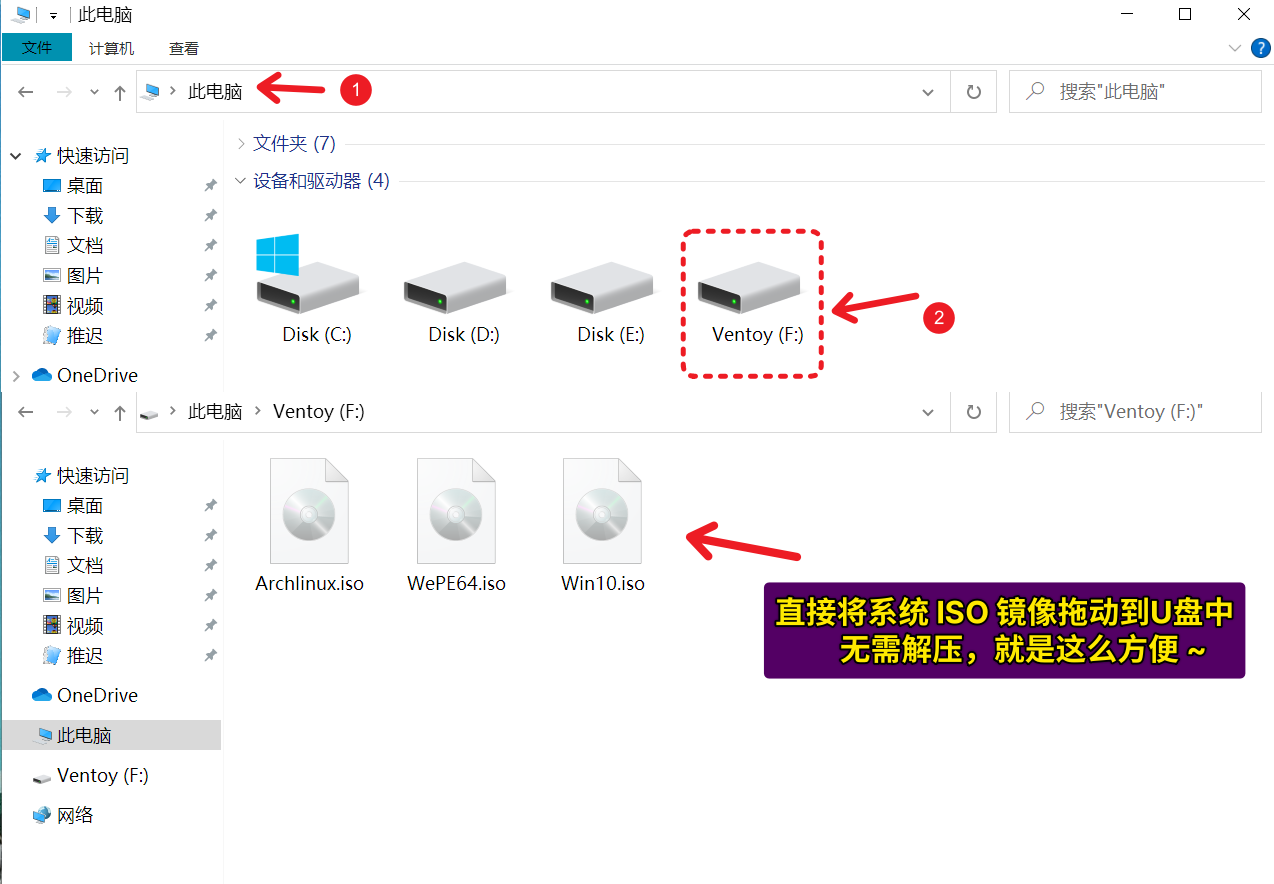 此电脑
文件 计算机 查看
此电脑 1 搜索"此电脑"
文件夹 (7)
快速访问
设备和驱动器 (4)
桌面
下载
文档
图片
视频
推迟
OneDrive
Disk (C:) Disk (D:) Disk (E:) Ventoy (F:)
2
此电脑 Ventoy (F:) 搜索"Ventoy (F:)"
快速访问
桌面
下载
文档
图片
视频
推迟
OneDrive
此电脑
Ventoy (F:)
网络
Archlinux.iso WePE64.iso Win10.iso
直接将系统 ISO 镜像拖动到U盘中
无需解压，就是这么方便 ~